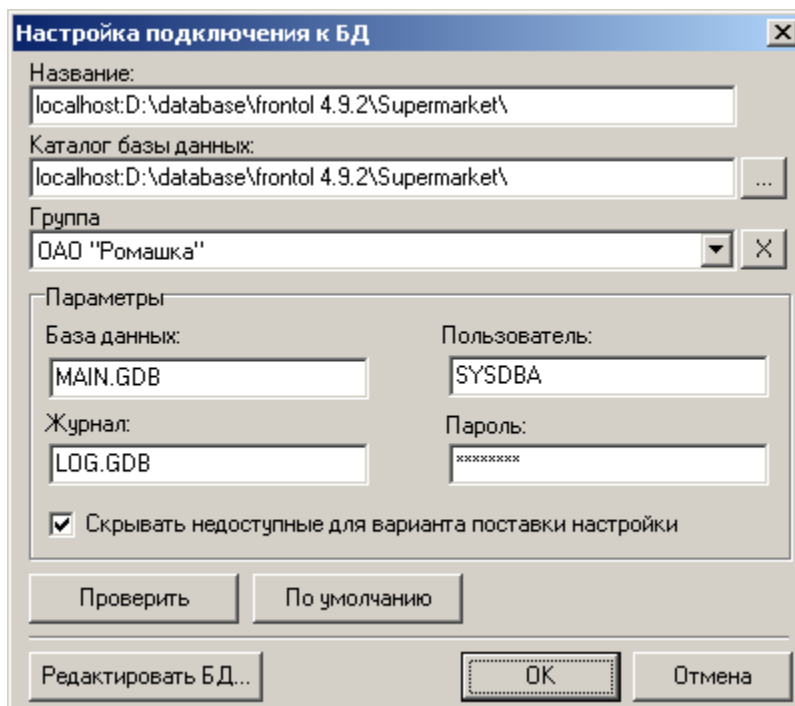 Настройка подключения к БД
Название:
localhost:D:\database\frontol 4.9.2\Supermarket\
Каталог базы данных:
localhost:D:\database\frontol 4.9.2\Supermarket\
...
Группа
ОАО "Ромашка"
X
Параметры
База данных:
Пользователь:
MAIN.GDB
SYSDBA
Журнал:
Пароль:
LOG.GDB
********
Скрывать недоступные для варианта поставки настройки
Проверить
По умолчанию
Редактировать БД...
OK
Отмена